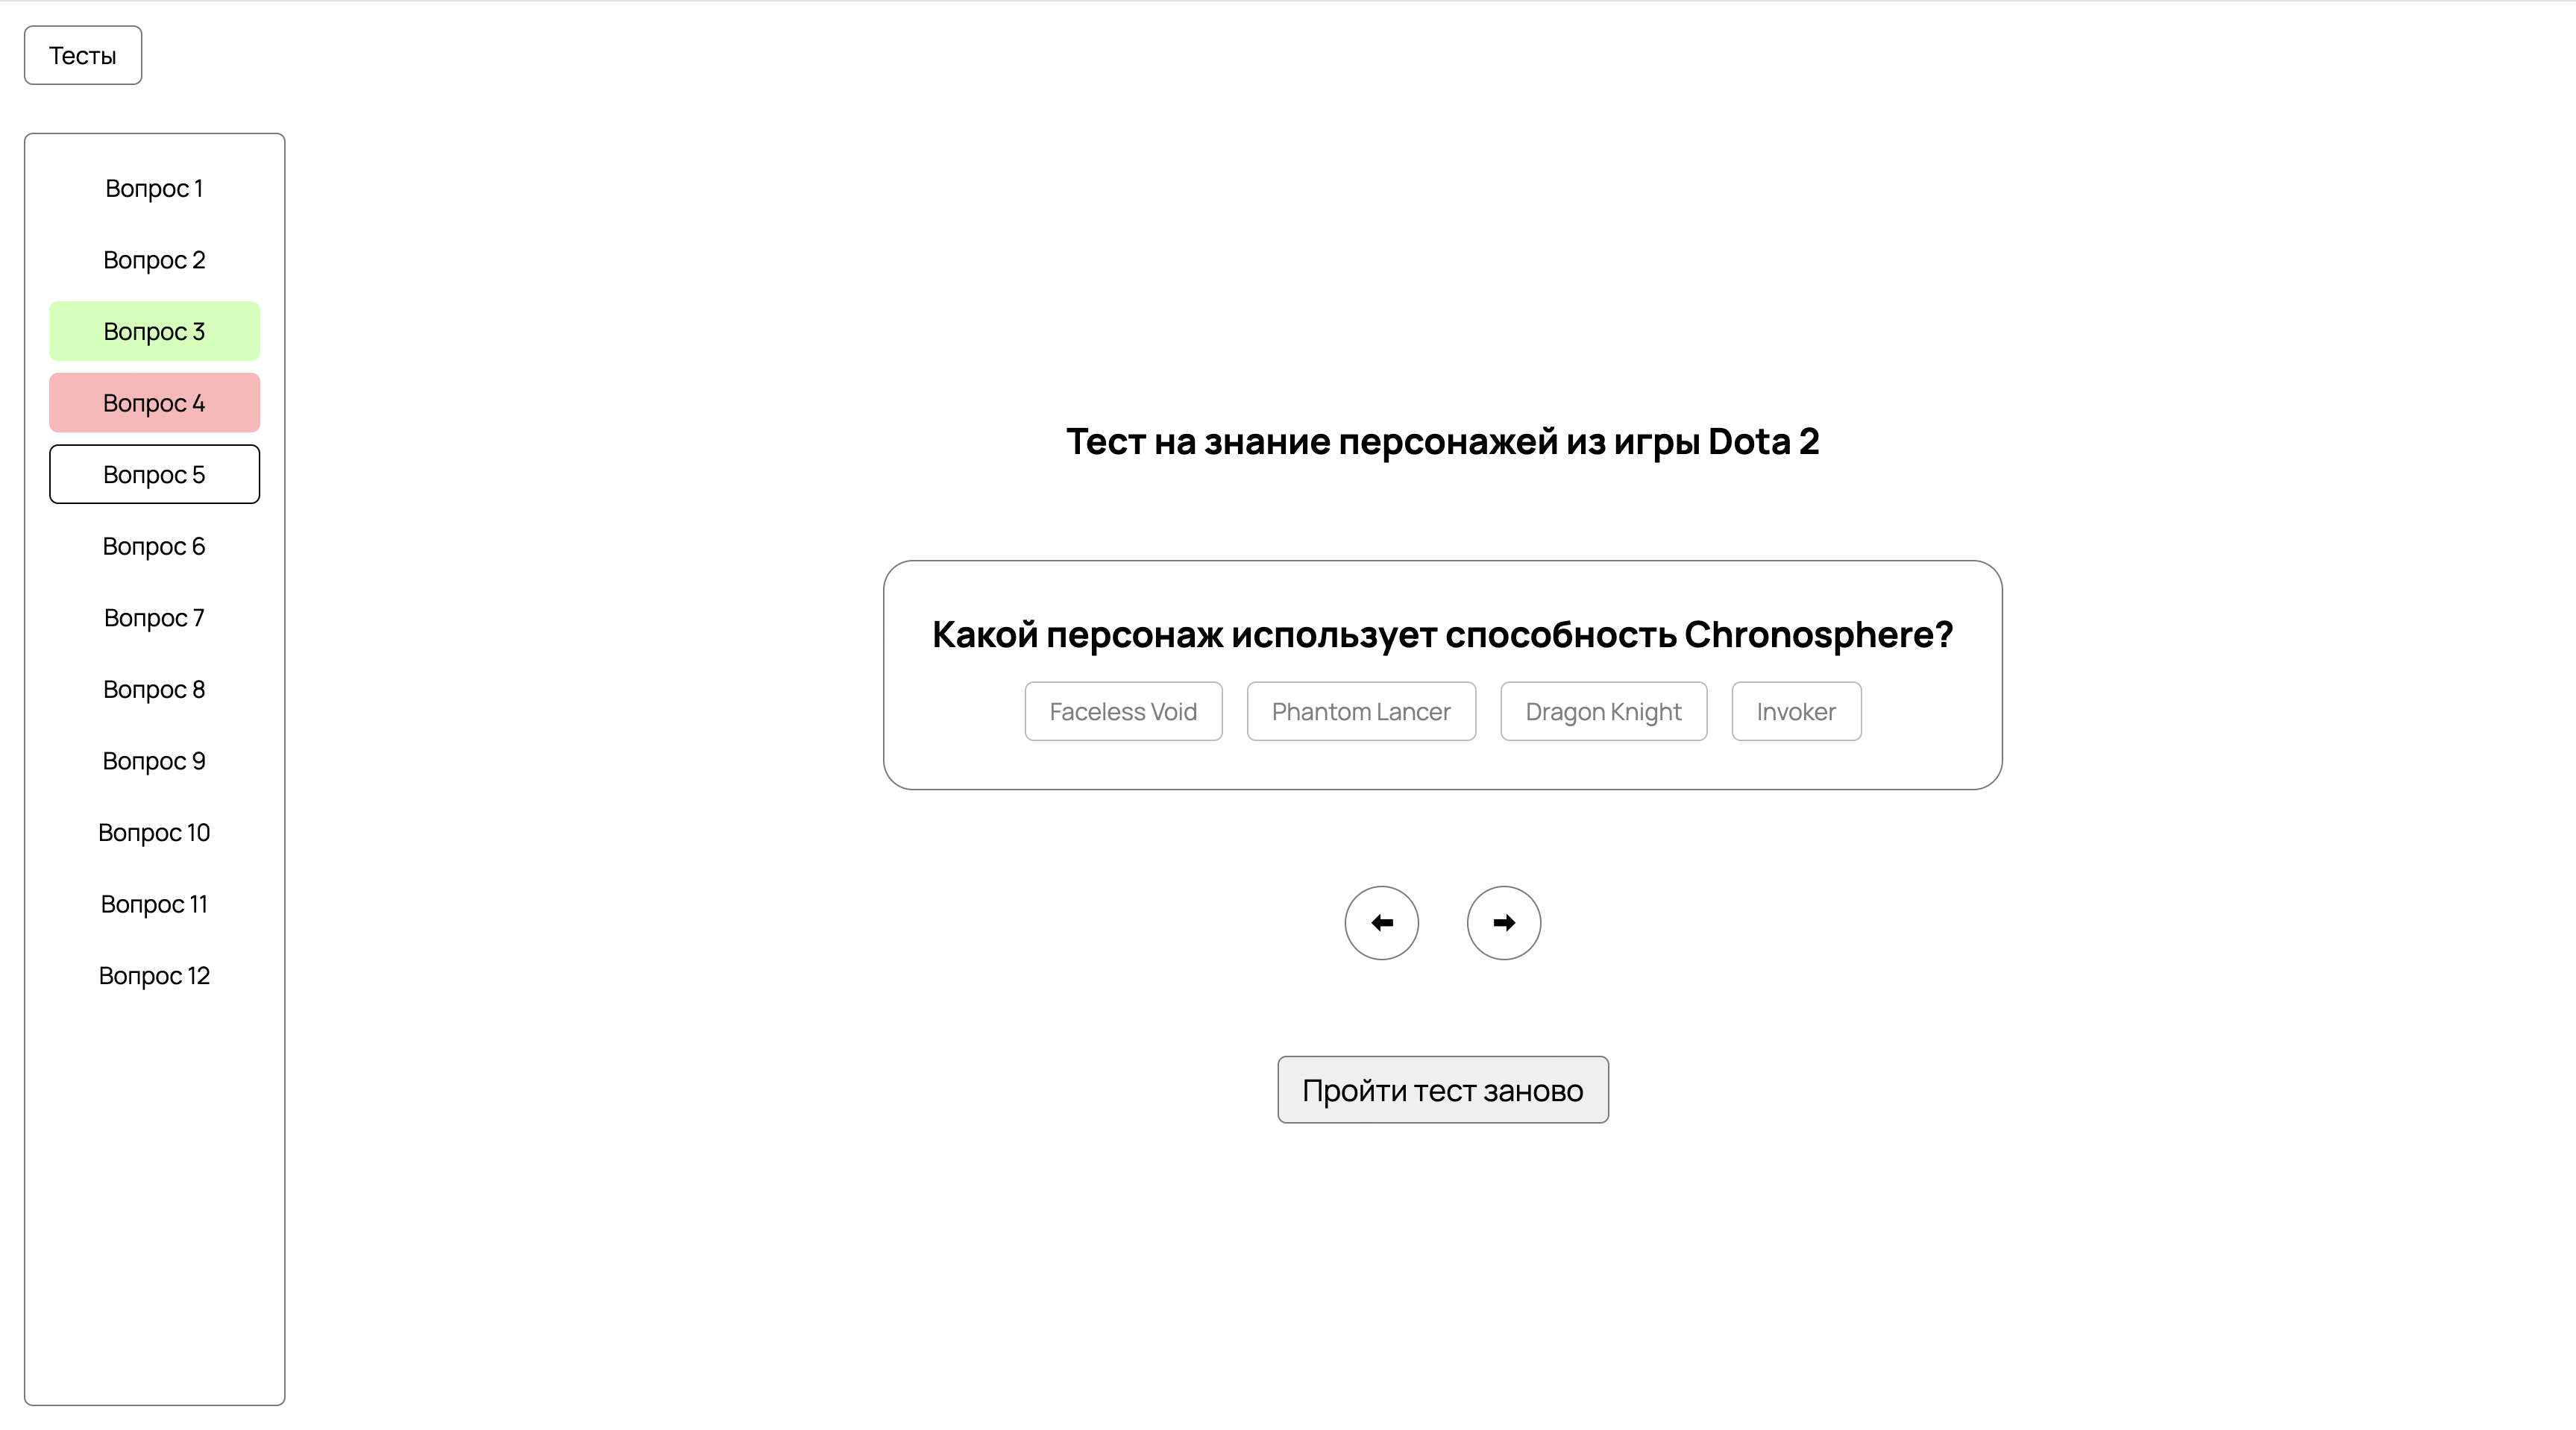 Тесты
Вопрос 1
Вопрос 2
Вопрос 3
Вопрос 4
Вопрос 5
Вопрос 6
Вопрос 7
Вопрос 8
Вопрос 9
Вопрос 10
Вопрос 11
Вопрос 12
Тест на знание персонажей из игры Dota 2
Какой персонаж использует способность Chronosphere?
Faceless Void Phantom Lancer Dragon Knight Invoker
Пройти тест заново